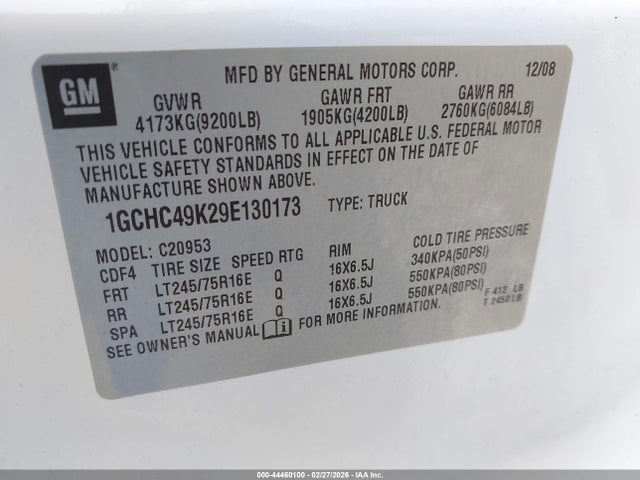 GM ® MFD BY GENERAL MOTORS CORP. 12/08
GVWR GAWR FRT GAWR RR
4173KG(9200LB) 1905KG(4200LB) 2760KG(6084LB)
THIS VEHICLE CONFORMS TO ALL APPLICABLE U.S. FEDERAL MOTOR
VEHICLE SAFETY STANDARDS IN EFFECT ON THE DATE OF
MANUFACTURE SHOWN ABOVE.
1GCHC49K29E130173 TYPE: TRUCK
MODEL: C20953
CDF4 TIRE SIZE SPEED RTG RIM COLD TIRE PRESSURE
FRT LT245/75R16E Q 16X6.5J 340KPA(50PSI)
RR LT245/75R16E Q 16X6.5J 550KPA(80PSI)
SPA LT245/75R16E Q 16X6.5J 550KPA(80PSI) F 412 LB
T 2450 LB
SEE OWNER'S MANUAL i FOR MORE INFORMATION.
000-44460100 - 02/27/2026 - IAA Inc.